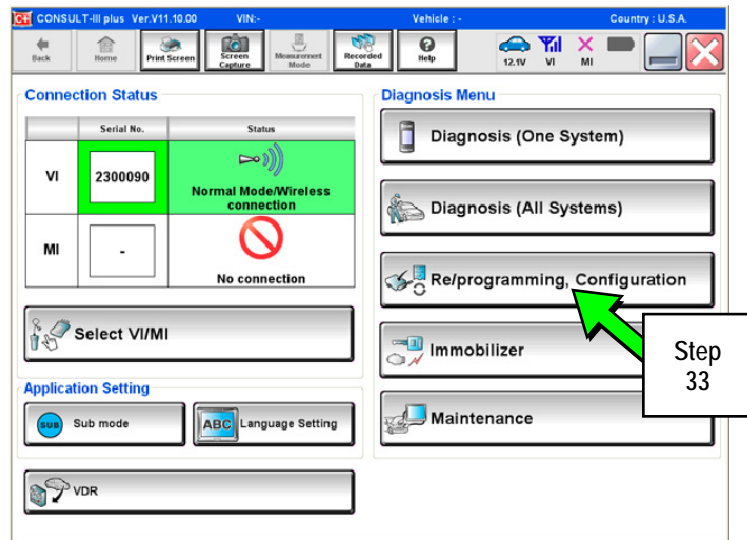 CONSULT-III plus Ver.V11.10.00 VIN:- Vehicle : - Country : U.S.A.
Back Home Print Screen Screen Capture Measurement Mode Recorded Data Help 12.1V VI MI
Connection Status
Serial No. Status
VI 2300090 Normal Mode/Wireless connection
MI - No connection
Select VI/MI
Application Setting
SUB Sub mode ABC Language Setting
VDR
Diagnosis Menu
Diagnosis (One System)
Diagnosis (All Systems)
Re/programming, Configuration
Immobilizer
Maintenance
Step
33